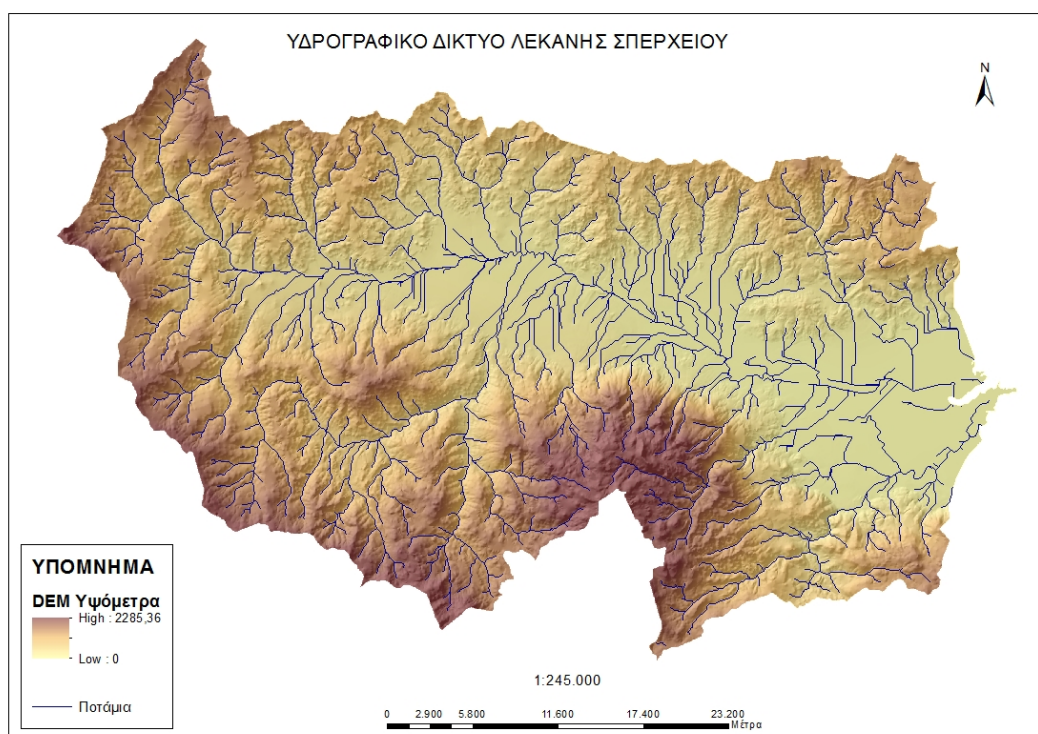 ΥΔΡΟΓΡΑΦΙΚΟ ΔΙΚΤΥΟ ΛΕΚΑΝΗΣ ΣΠΕΡΧΕΙΟΥ
N
ΥΠΟΜΝΗΜΑ
DEM Υψόμετρα
High : 2285,36
Low : 0
Ποτάμια
1:245.000
0 2.900 5.800 11.600 17.400 23.200
Μέτρα